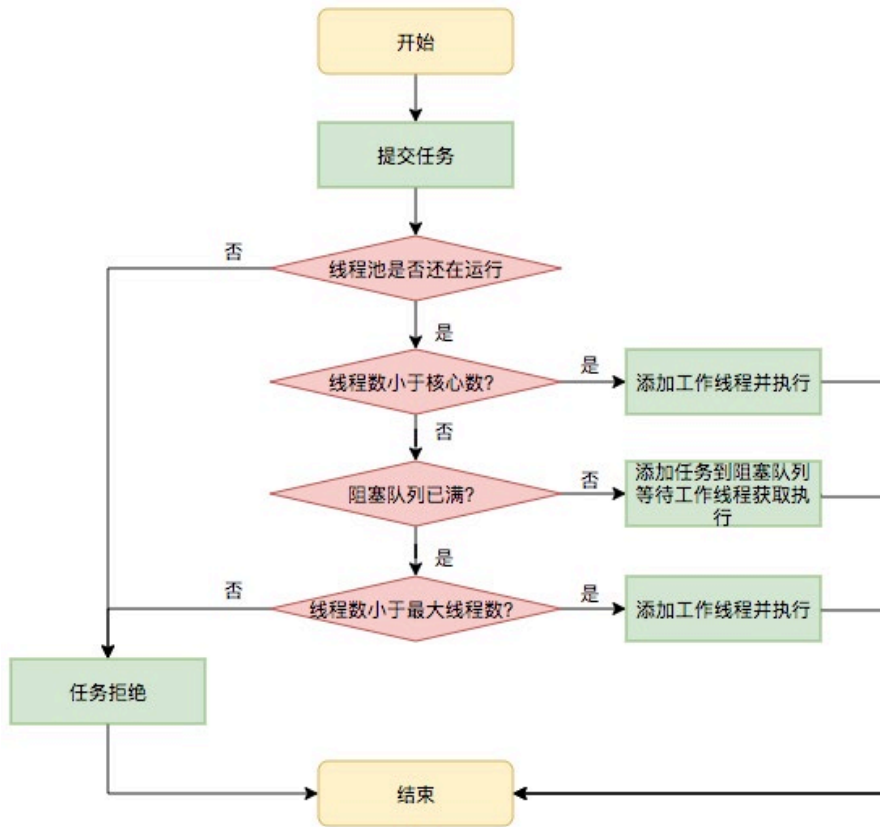 开始
提交任务
否
线程池是否还在运行
是
线程数小于核心数?
是
添加工作线程并执行
否
阻塞队列已满?
否
添加任务到阻塞队列
等待工作线程获取执
行
是
否
线程数小于最大线程数?
是
添加工作线程并执行
任务拒绝
结束